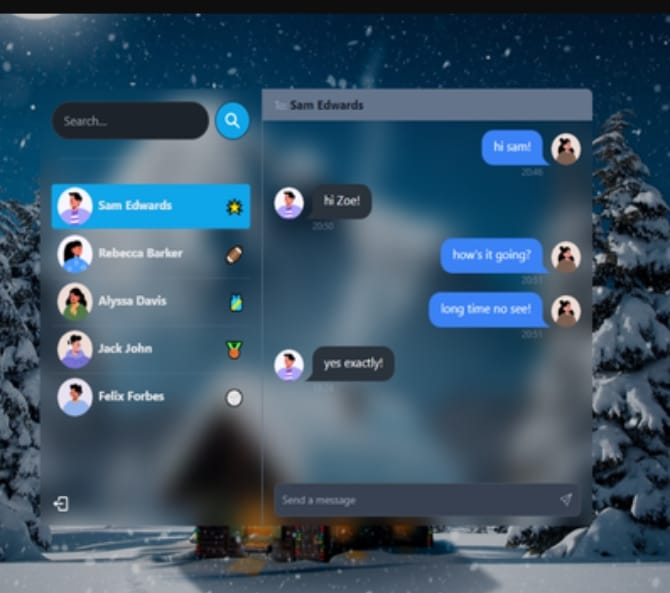 Search...
Sam Edwards
Rebecca Barker
Alyssa Davis
Jack John
Felix Forbes
To: Sam Edwards
hi sam!
20:46
hi Zoe!
20:50
how's it going?
20:51
long time no see!
20:51
yes exactly!
Send a message